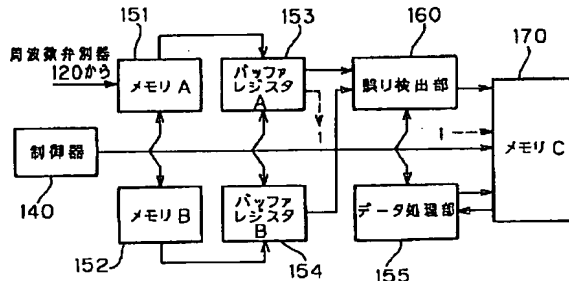 151
153
160
170
周波数弁別器
120から
メモリ A
バッファ
レジスタ
A
誤り検出部
1
1
制御器
メモリ C
140
メモリ B
バッファ
レジスタ
B
データ処理部
152
154
155